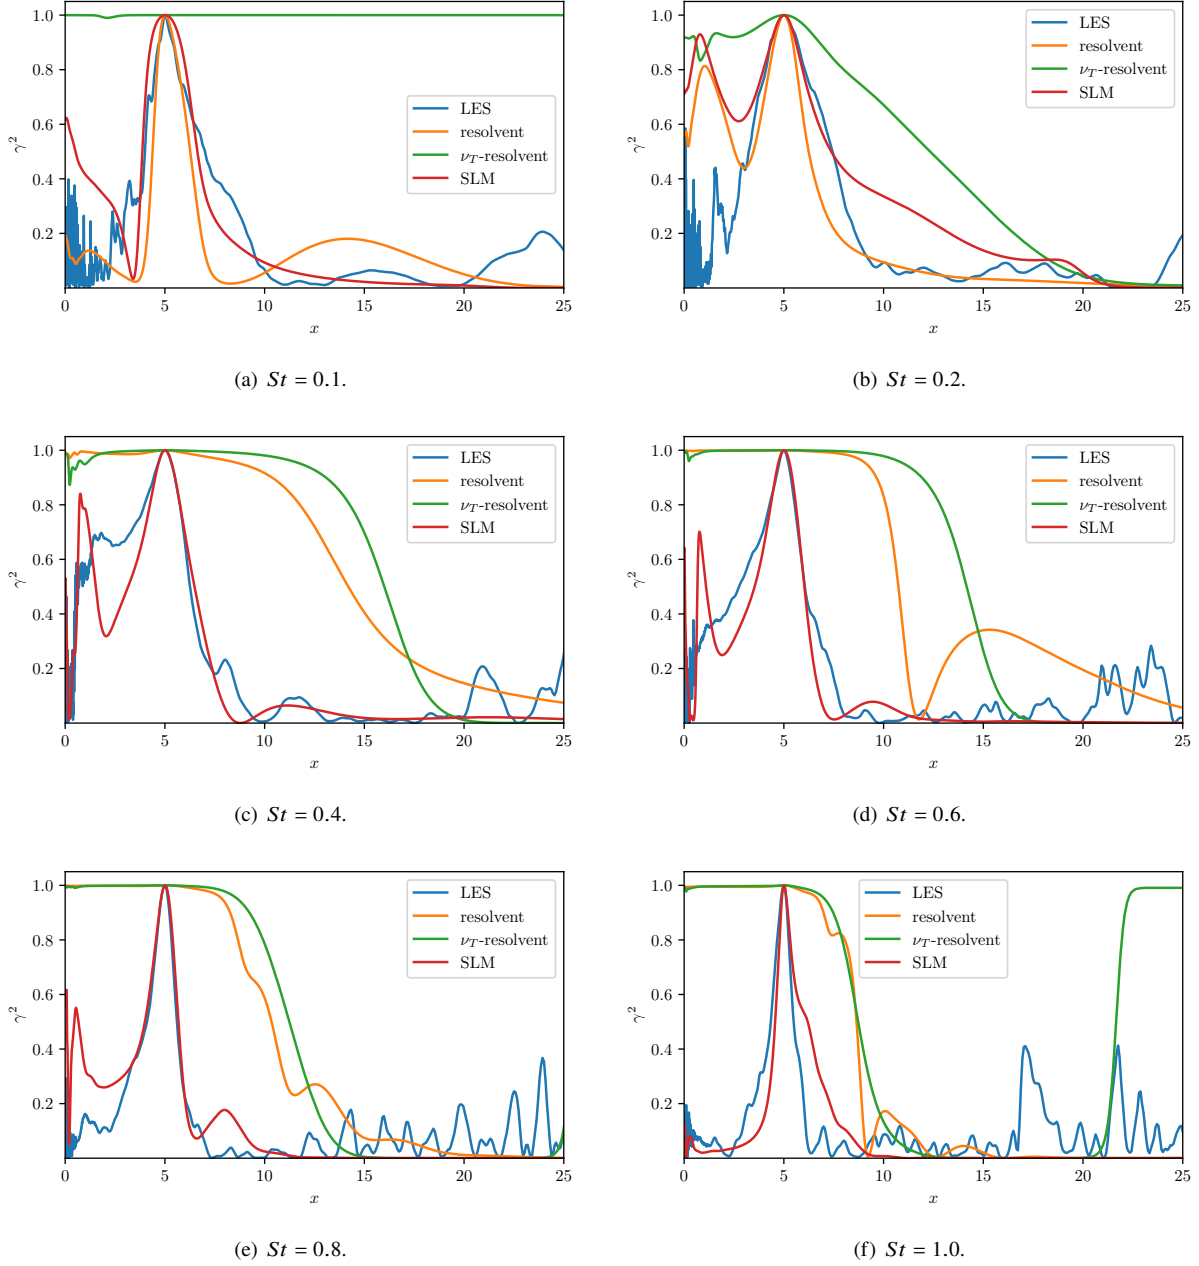 1.0
0.8
0.6
0.4
0.2
γ²
0 5 10 15 20 25
x
LES
resolvent
ν_T-resolvent
SLM
(a) St = 0.1.
1.0
0.8
0.6
0.4
0.2
γ²
0 5 10 15 20 25
x
LES
resolvent
ν_T-resolvent
SLM
(b) St = 0.2.
1.0
0.8
0.6
0.4
0.2
γ²
0 5 10 15 20 25
x
LES
resolvent
ν_T-resolvent
SLM
(c) St = 0.4.
1.0
0.8
0.6
0.4
0.2
γ²
0 5 10 15 20 25
x
LES
resolvent
ν_T-resolvent
SLM
(d) St = 0.6.
1.0
0.8
0.6
0.4
0.2
γ²
0 5 10 15 20 25
x
LES
resolvent
ν_T-resolvent
SLM
(e) St = 0.8.
1.0
0.8
0.6
0.4
0.2
γ²
0 5 10 15 20 25
x
LES
resolvent
ν_T-resolvent
SLM
(f) St = 1.0.